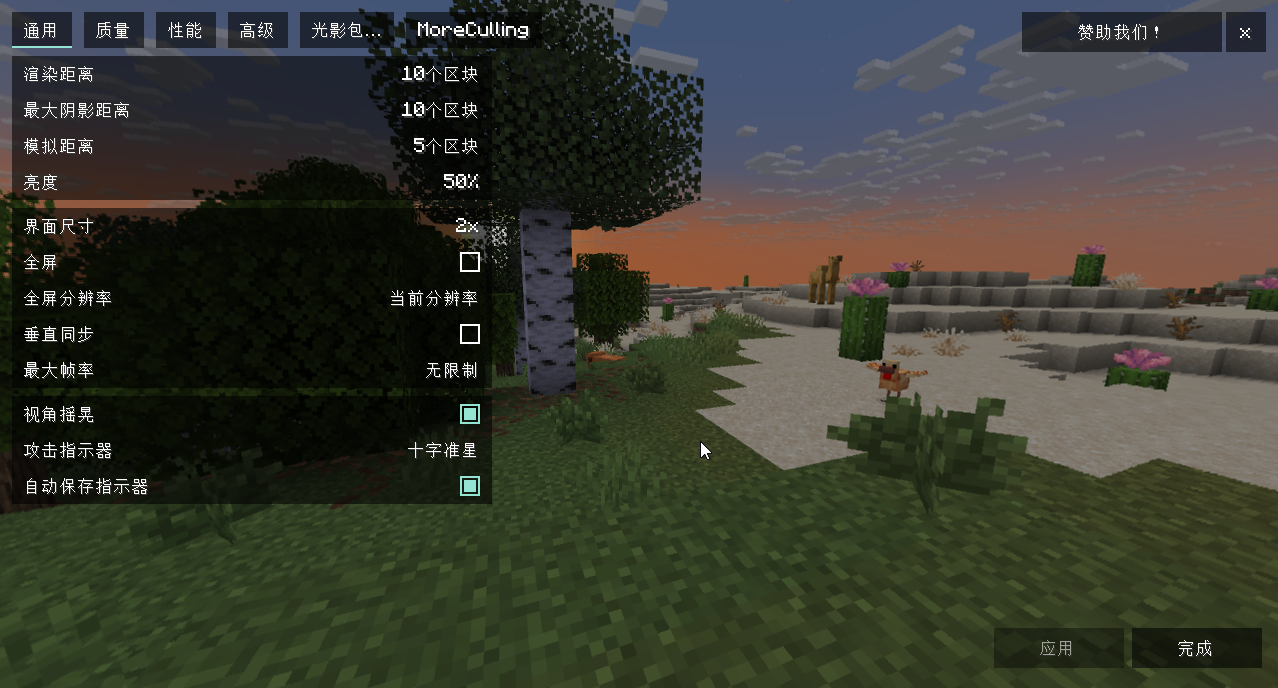 通用 质量 性能 高级 光影包... MoreCulling 赞助我们！ ×
渲染距离 10个区块
最大阴影距离 10个区块
模拟距离 5个区块
亮度 50%
界面尺寸 2x
全屏
全屏分辨率 当前分辨率
垂直同步
最大帧率 无限制
视角摇晃
攻击指示器 十字准星
自动保存指示器
应用 完成